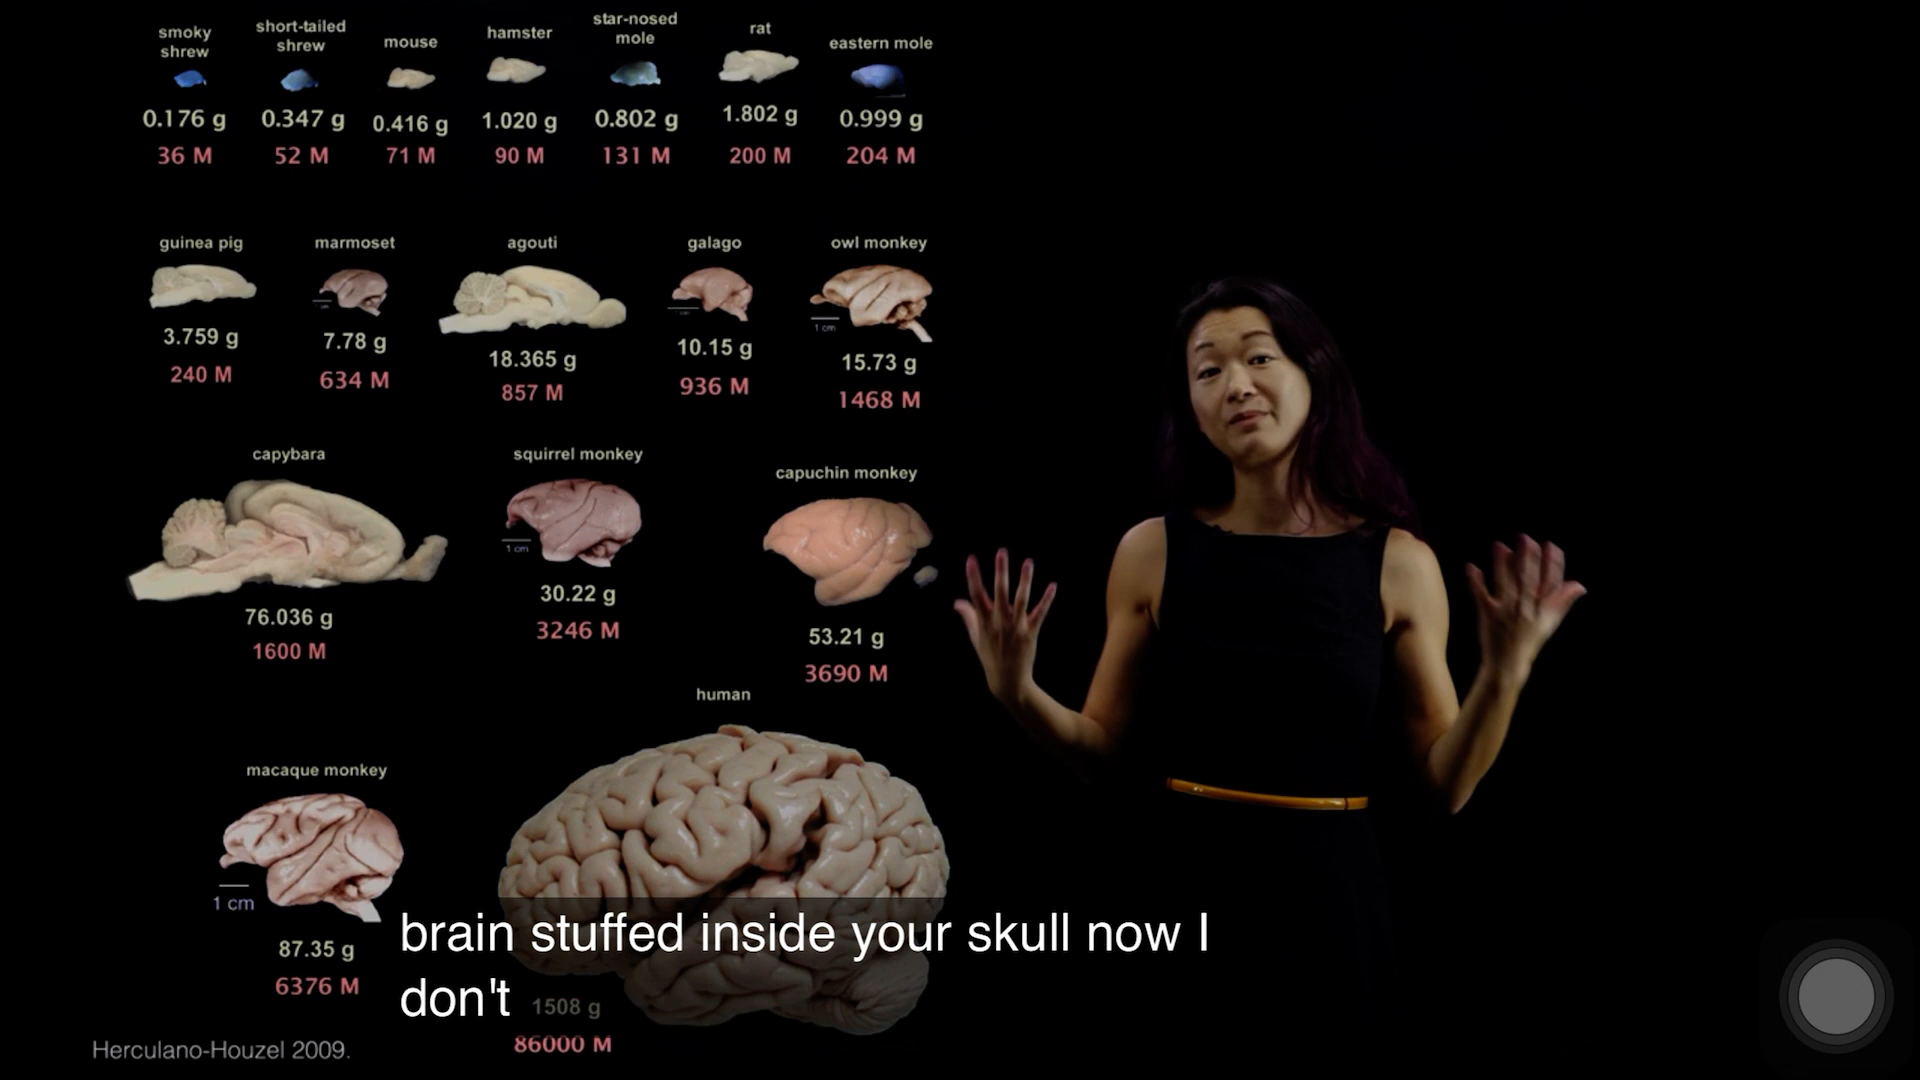 smoky
shrew
short-tailed
shrew
mouse
hamster
star-nosed
mole
rat
eastern mole
0.176 g
0.347 g
0.416 g
1.020 g
0.802 g
1.802 g
0.999 g
36 M
52 M
71 M
90 M
131 M
200 M
204 M
guinea pig
marmoset
agouti
galago
owl monkey
1 cm
3.759 g
7.78 g
18.365 g
10.15 g
15.73 g
240 M
634 M
857 M
936 M
1468 M
capybara
squirrel monkey
capuchin monkey
1 cm
76.036 g
30.22 g
53.21 g
1600 M
3246 M
3690 M
macaque monkey
human
1 cm
87.35 g
6376 M
1508 g
86000 M
brain stuffed inside your skull now I
don't
Herculano-Houzel 2009.